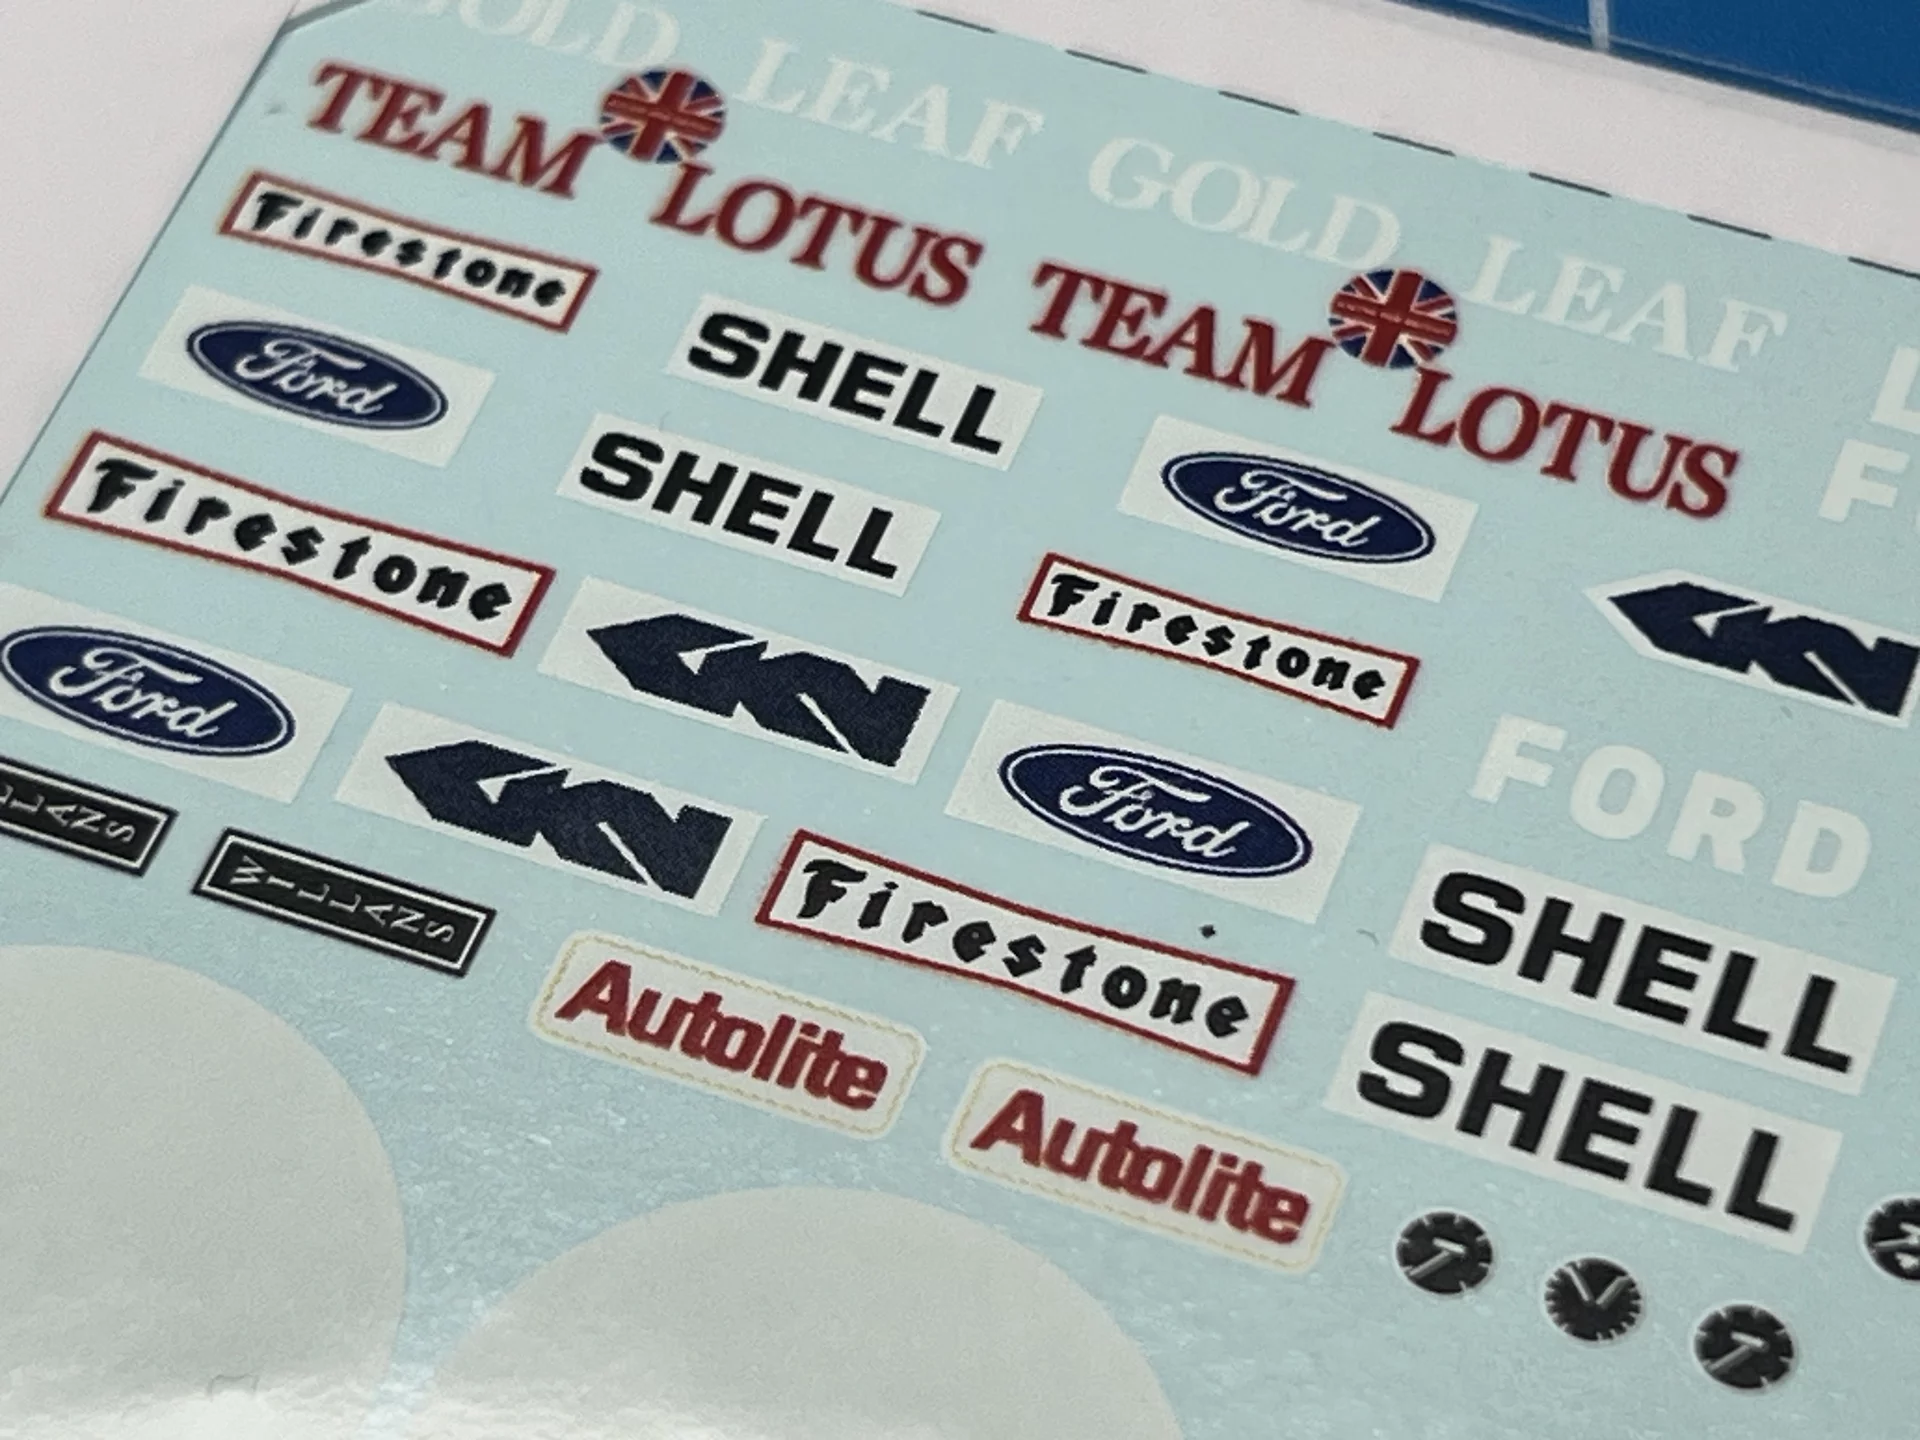 GOLD LEAF GOLD LEAF
TEAM LOTUS TEAM LOTUS
Firestone
Ford
SHELL
SHELL
Ford
Firestone
Firestone
GKN
GKN
Ford
GKN
Ford
FORD
WILLANS
Firestone
SHELL
SHELL
Autolite
Autolite